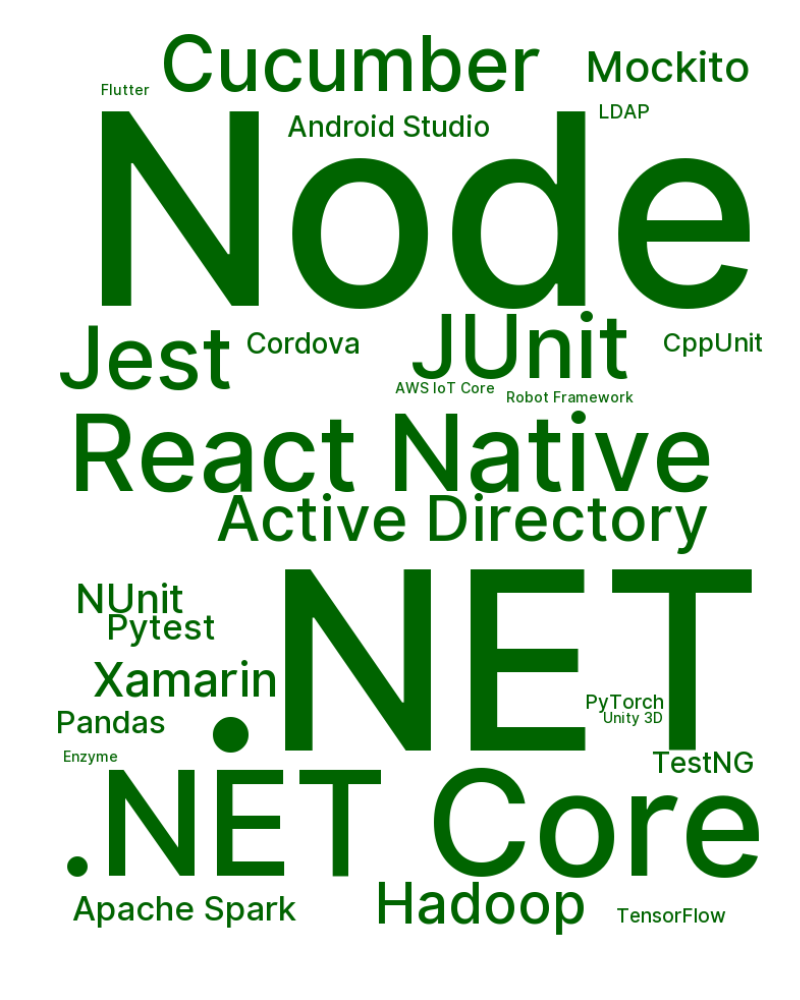 Cucumber
Mockito
Flutter
Android Studio
LDAP
Node
Jest
Cordova
JUnit
CppUnit
AWS IoT Core
Robot Framework
React Native
Active Directory
NUnit
Pytest
.NET
Xamarin
PyTorch
Unity 3D
Pandas
Enzyme
TestNG
.NET Core
Apache Spark
Hadoop
TensorFlow